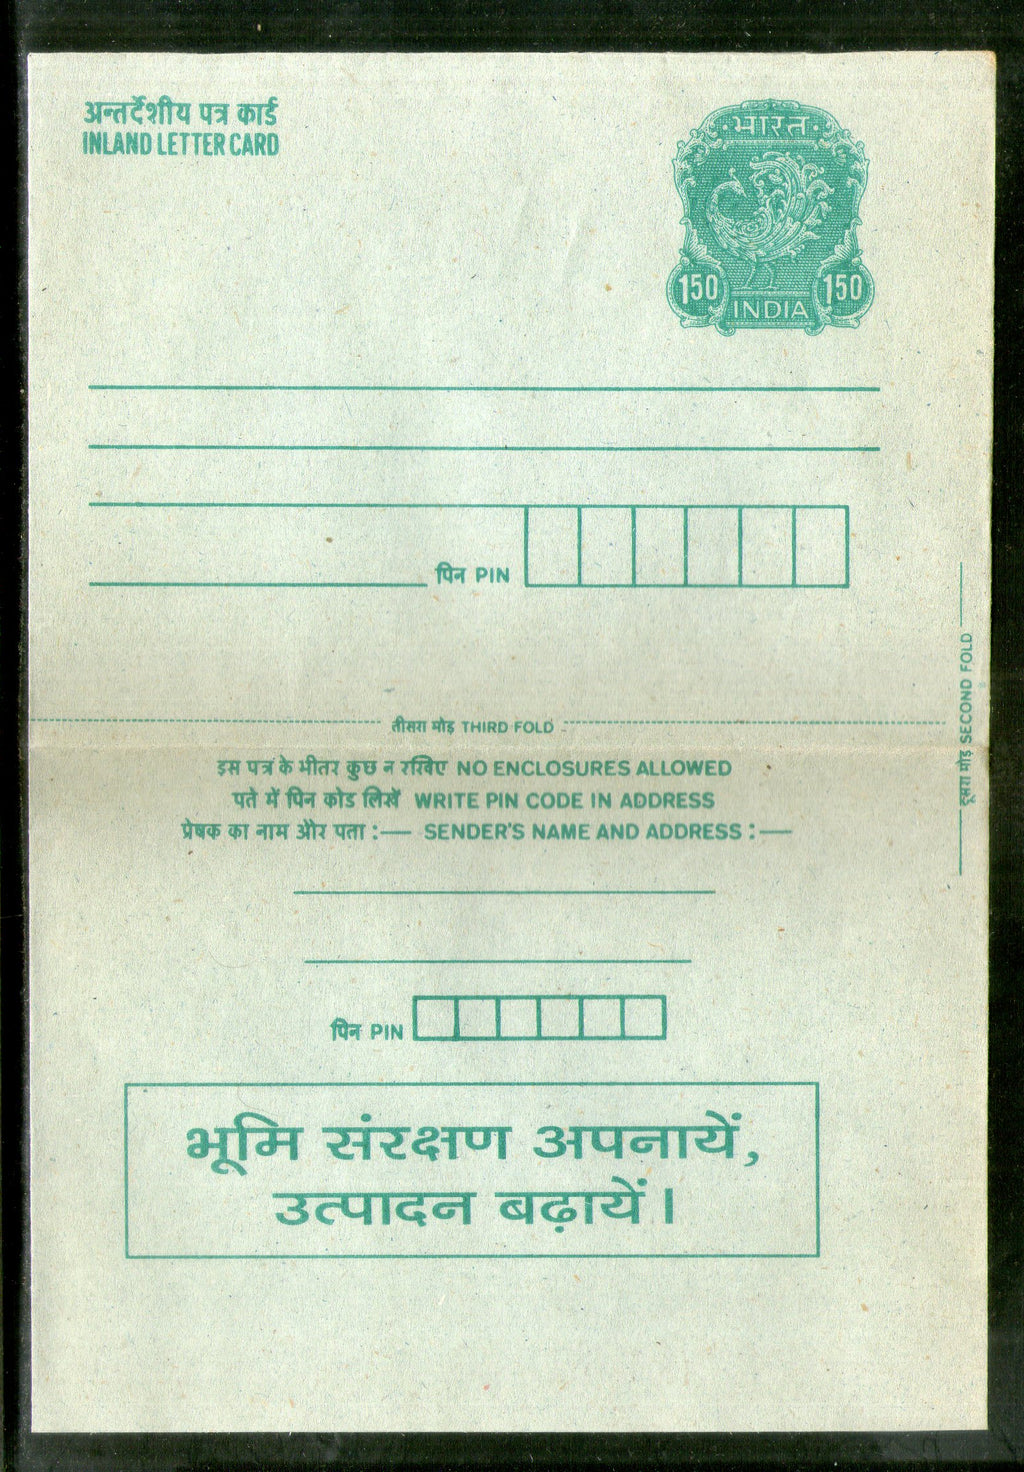 अन्तर्देशीय पत्र कार्ड
INLAND LETTER CARD
भारत
150 150
INDIA
पिन PIN
दूसरा मोड़ SECOND FOLD
तीसरा मोड़ THIRD FOLD
इस पत्र के भीतर कुछ न रखिए NO ENCLOSURES ALLOWED
पते में पिन कोड लिखें WRITE PIN CODE IN ADDRESS
प्रेषक का नाम और पता :— SENDER'S NAME AND ADDRESS :—
पिन PIN
भूमि संरक्षण अपनायें,
उत्पादन बढ़ायें।